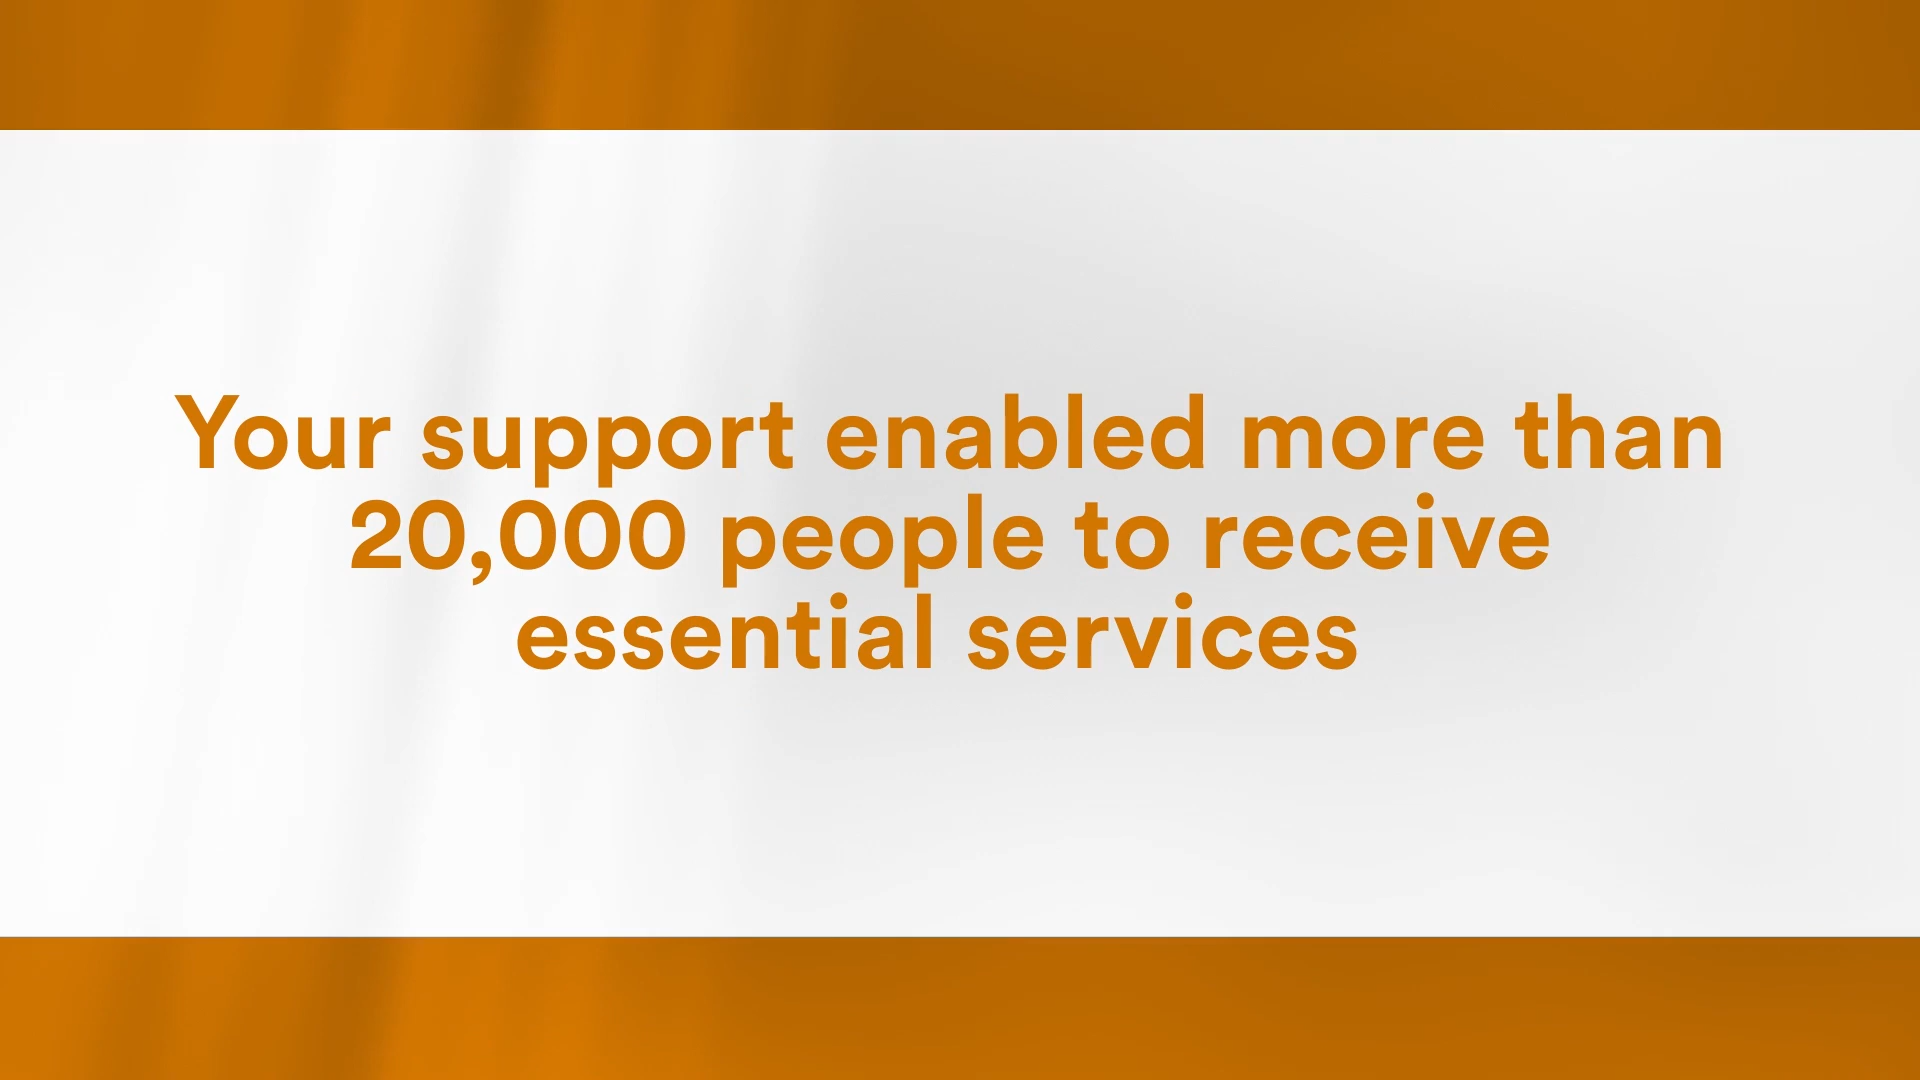 Your support enabled more than
20,000 people to receive
essential services